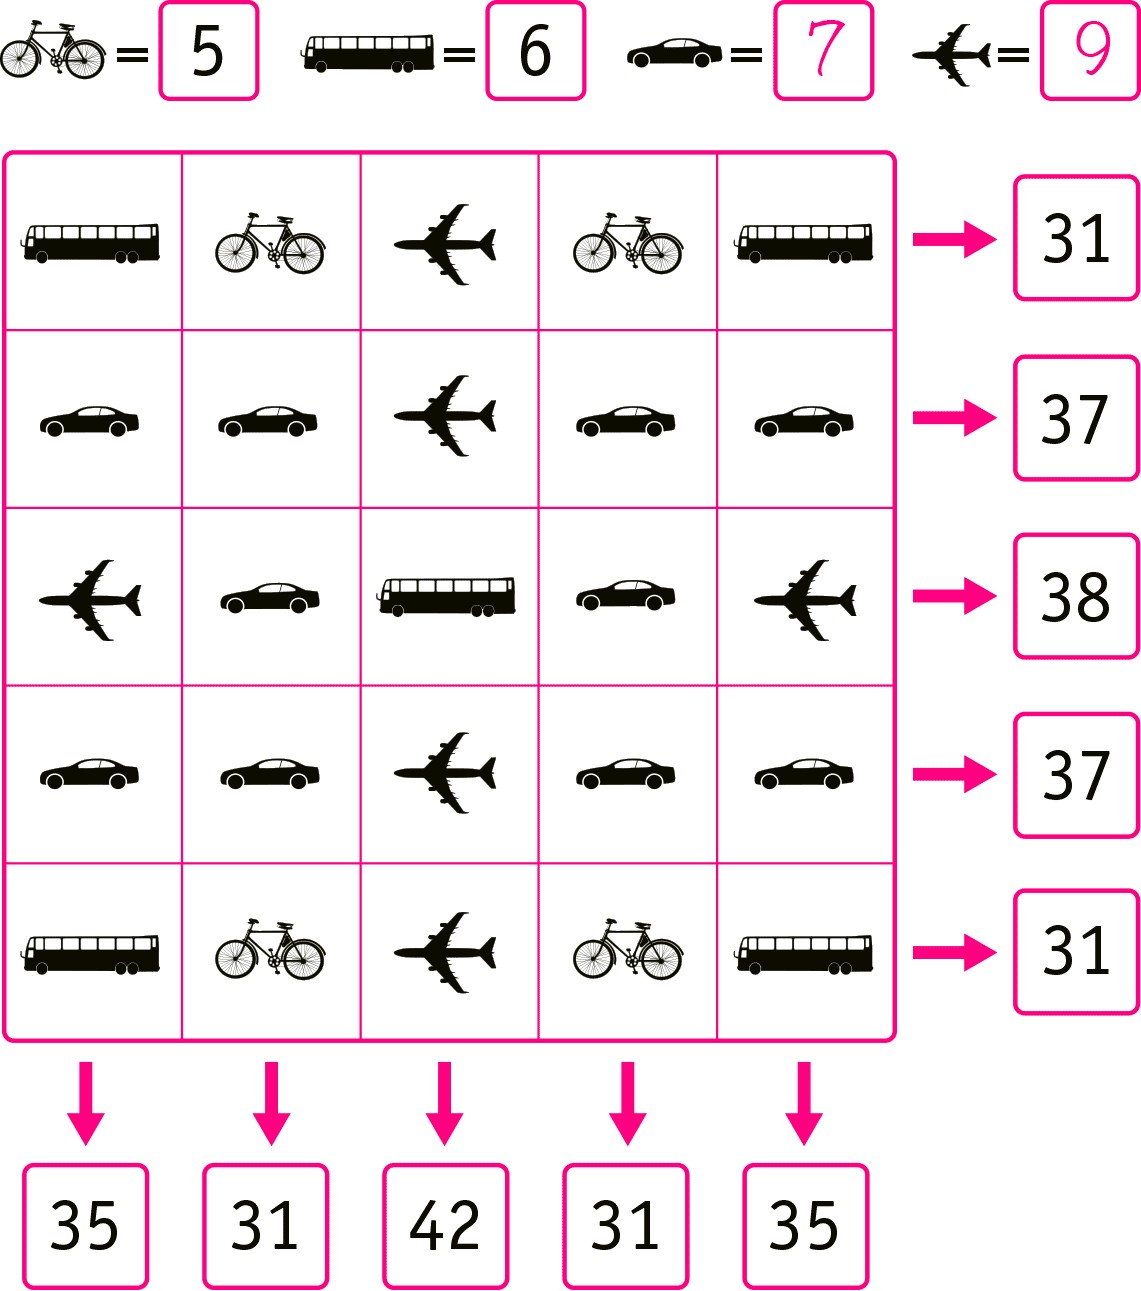 = 5 = 6 = 7 = 9
31
37
38
37
31
35 31 42 31 35